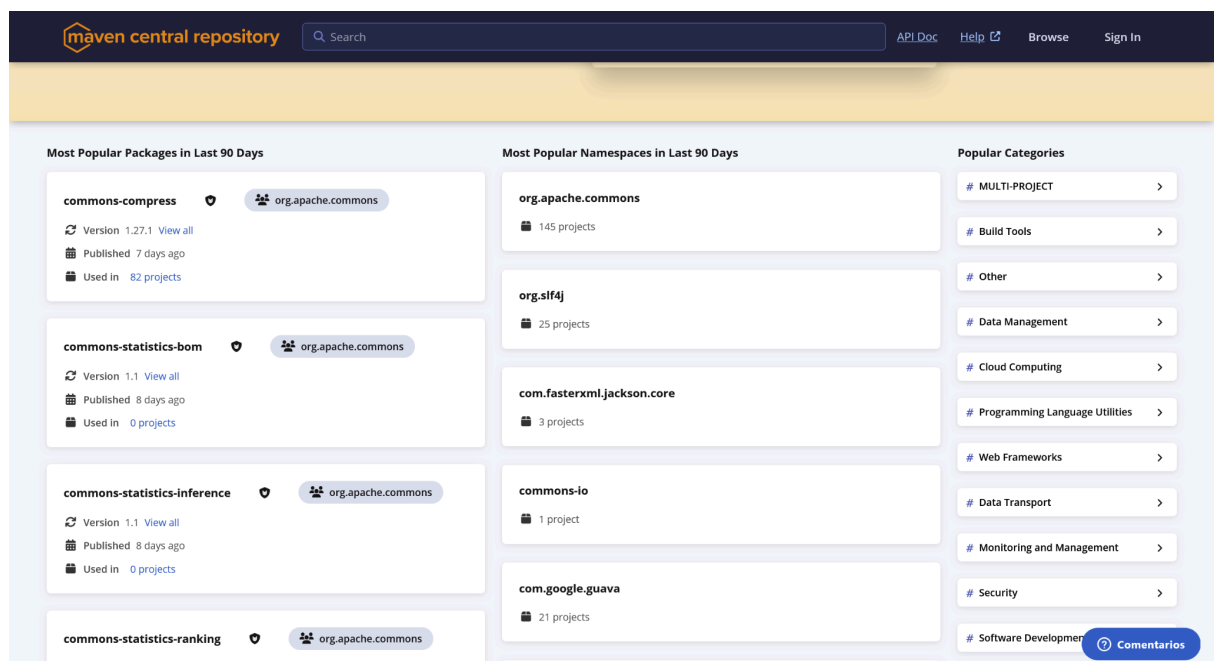 maven central repository
Search
API Doc
Help
Browse
Sign In
Most Popular Packages in Last 90 Days
commons-compress
org.apache.commons
Version 1.27.1 View all
Published 7 days ago
Used in 82 projects
commons-statistics-bom
org.apache.commons
Version 1.1 View all
Published 8 days ago
Used in 0 projects
commons-statistics-inference
org.apache.commons
Version 1.1 View all
Published 8 days ago
Used in 0 projects
commons-statistics-ranking
org.apache.commons
Most Popular Namespaces in Last 90 Days
org.apache.commons
145 projects
org.slf4j
25 projects
com.fasterxml.jackson.core
3 projects
commons-io
1 project
com.google.guava
21 projects
Popular Categories
# MULTI-PROJECT
# Build Tools
# Other
# Data Management
# Cloud Computing
# Programming Language Utilities
# Web Frameworks
# Data Transport
# Monitoring and Management
# Security
# Software
Comentarios